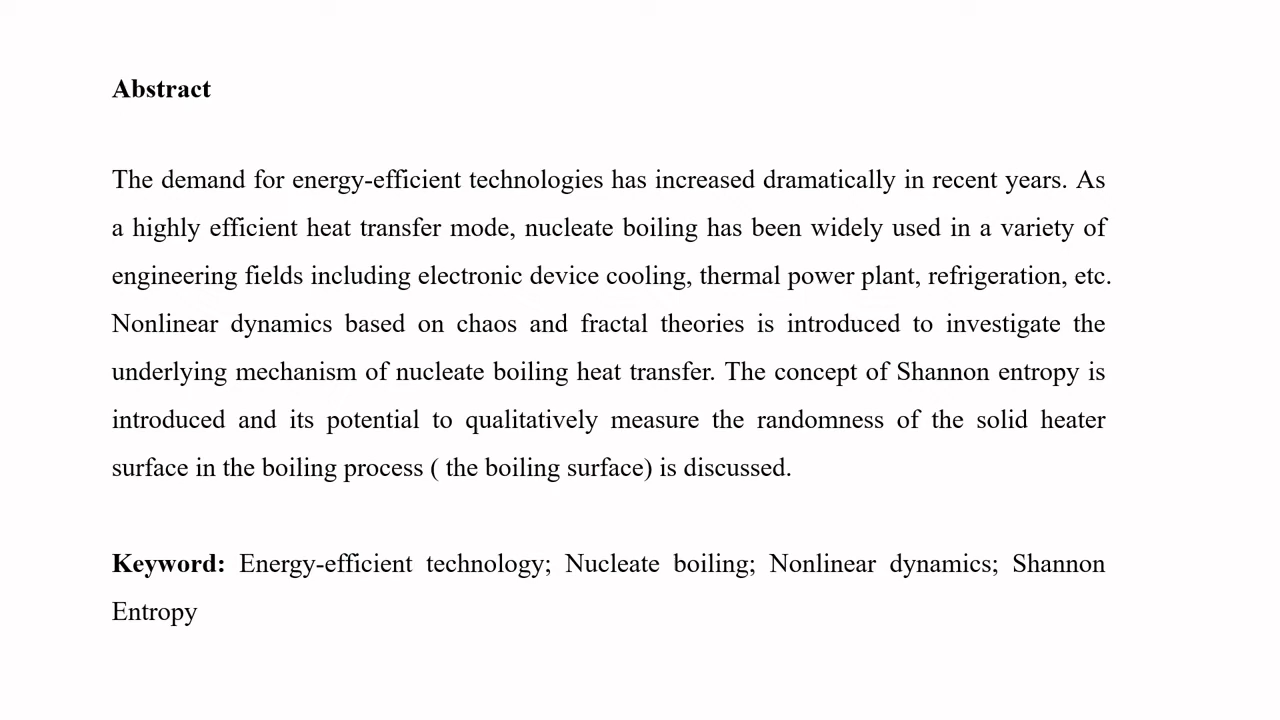 Abstract
The demand for energy-efficient technologies has increased dramatically in recent years. As
a highly efficient heat transfer mode, nucleate boiling has been widely used in a variety of
engineering fields including electronic device cooling, thermal power plant, refrigeration, etc.
Nonlinear dynamics based on chaos and fractal theories is introduced to investigate the
underlying mechanism of nucleate boiling heat transfer. The concept of Shannon entropy is
introduced and its potential to qualitatively measure the randomness of the solid heater
surface in the boiling process ( the boiling surface) is discussed.
Keyword: Energy-efficient technology; Nucleate boiling; Nonlinear dynamics; Shannon
Entropy